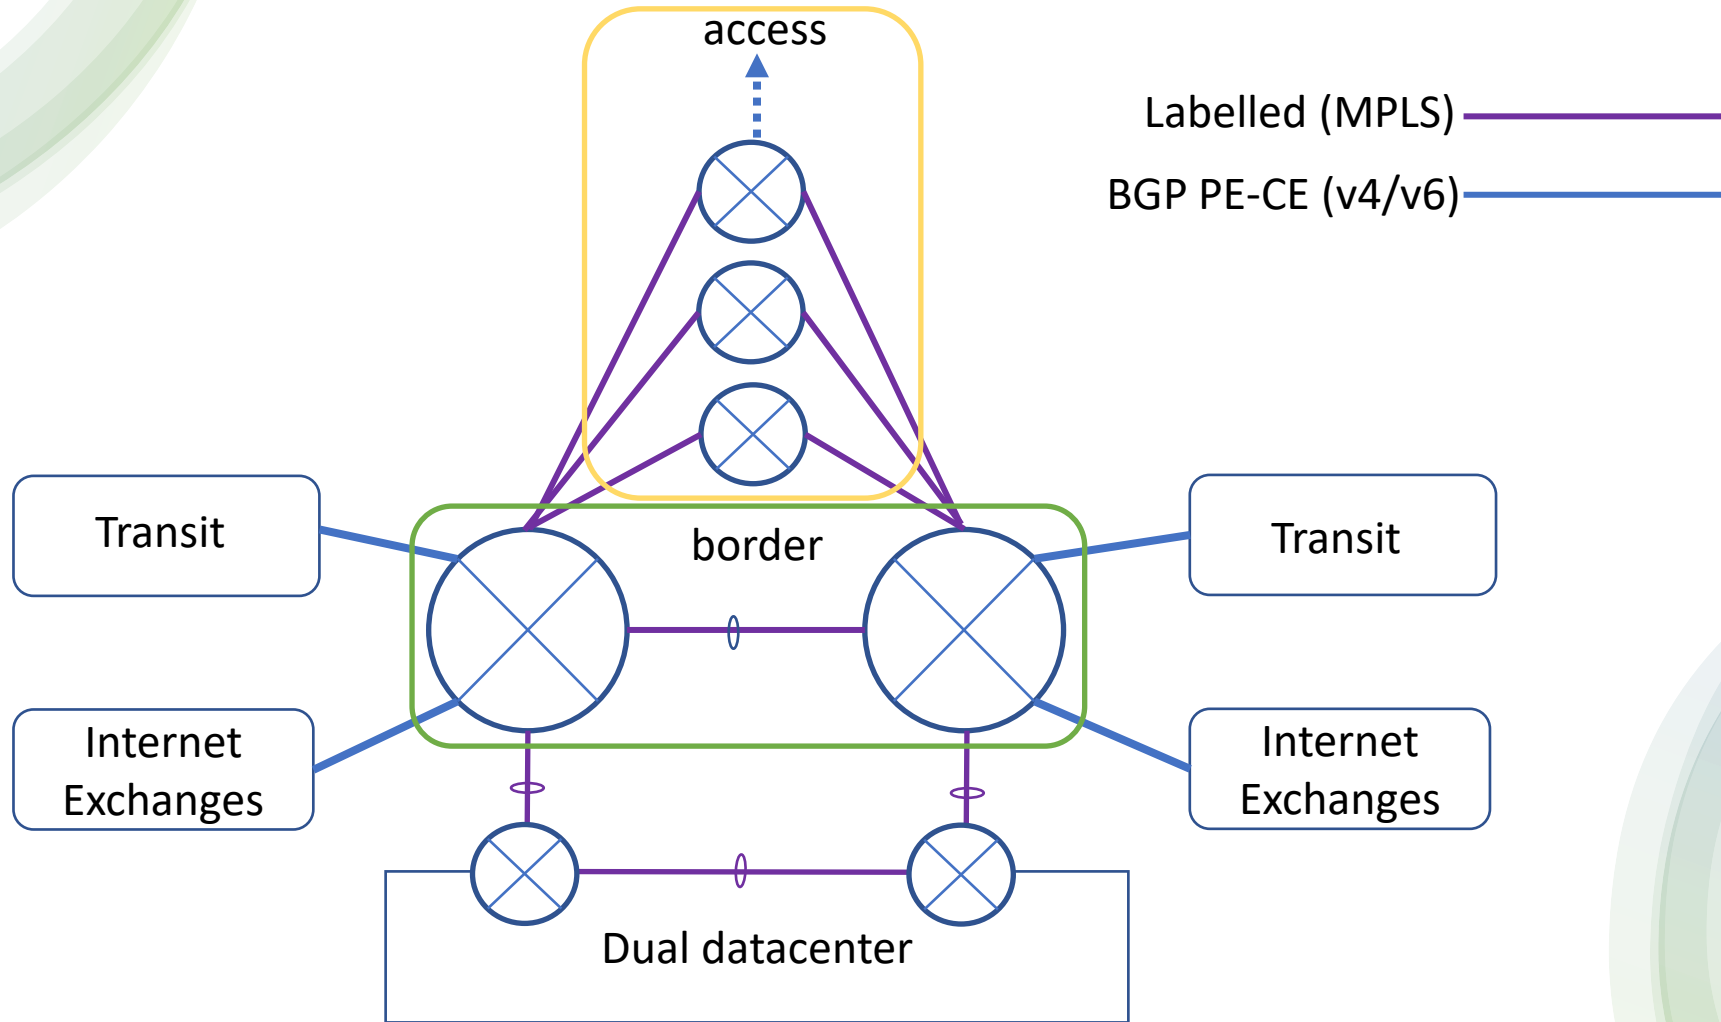 access
Labelled (MPLS)
BGP PE-CE (v4/v6)
Transit
border
Transit
Internet
Exchanges
Internet
Exchanges
Dual datacenter